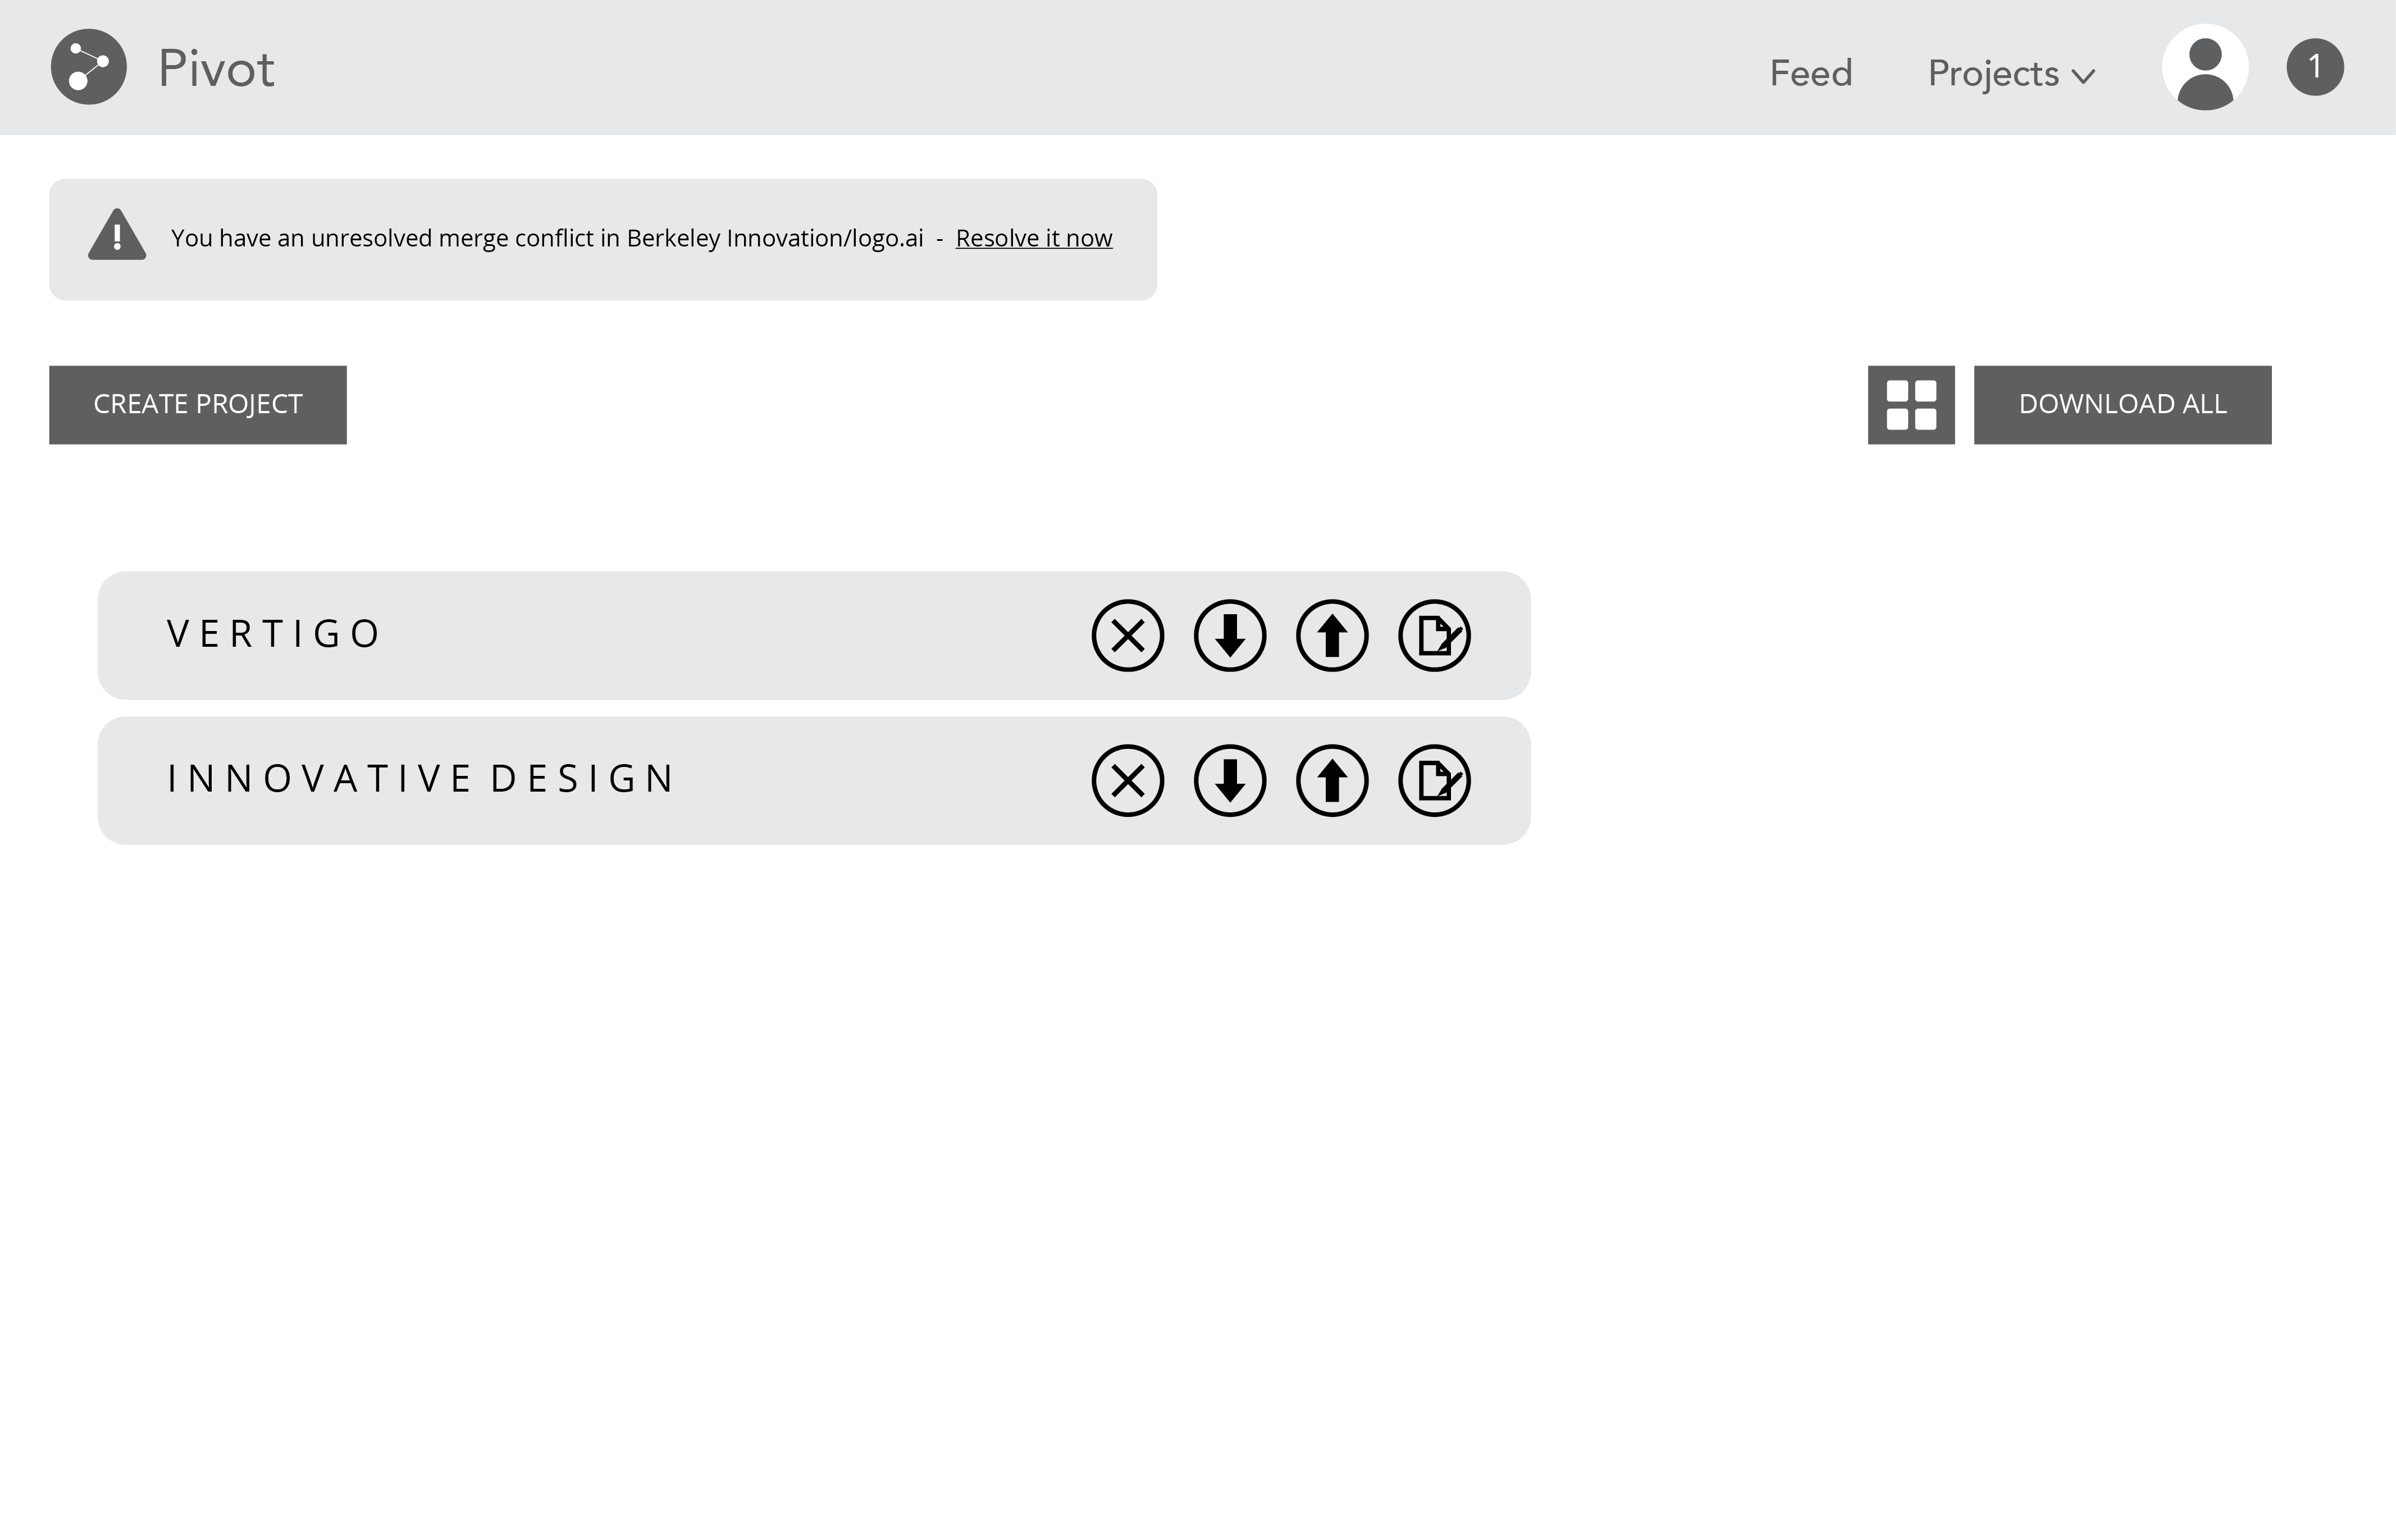 Pivot
Feed
Projects
1
You have an unresolved merge conflict in Berkeley Innovation/logo.ai - Resolve it now
CREATE PROJECT
DOWNLOAD ALL
VERTIGO
INNOVATIVE DESIGN